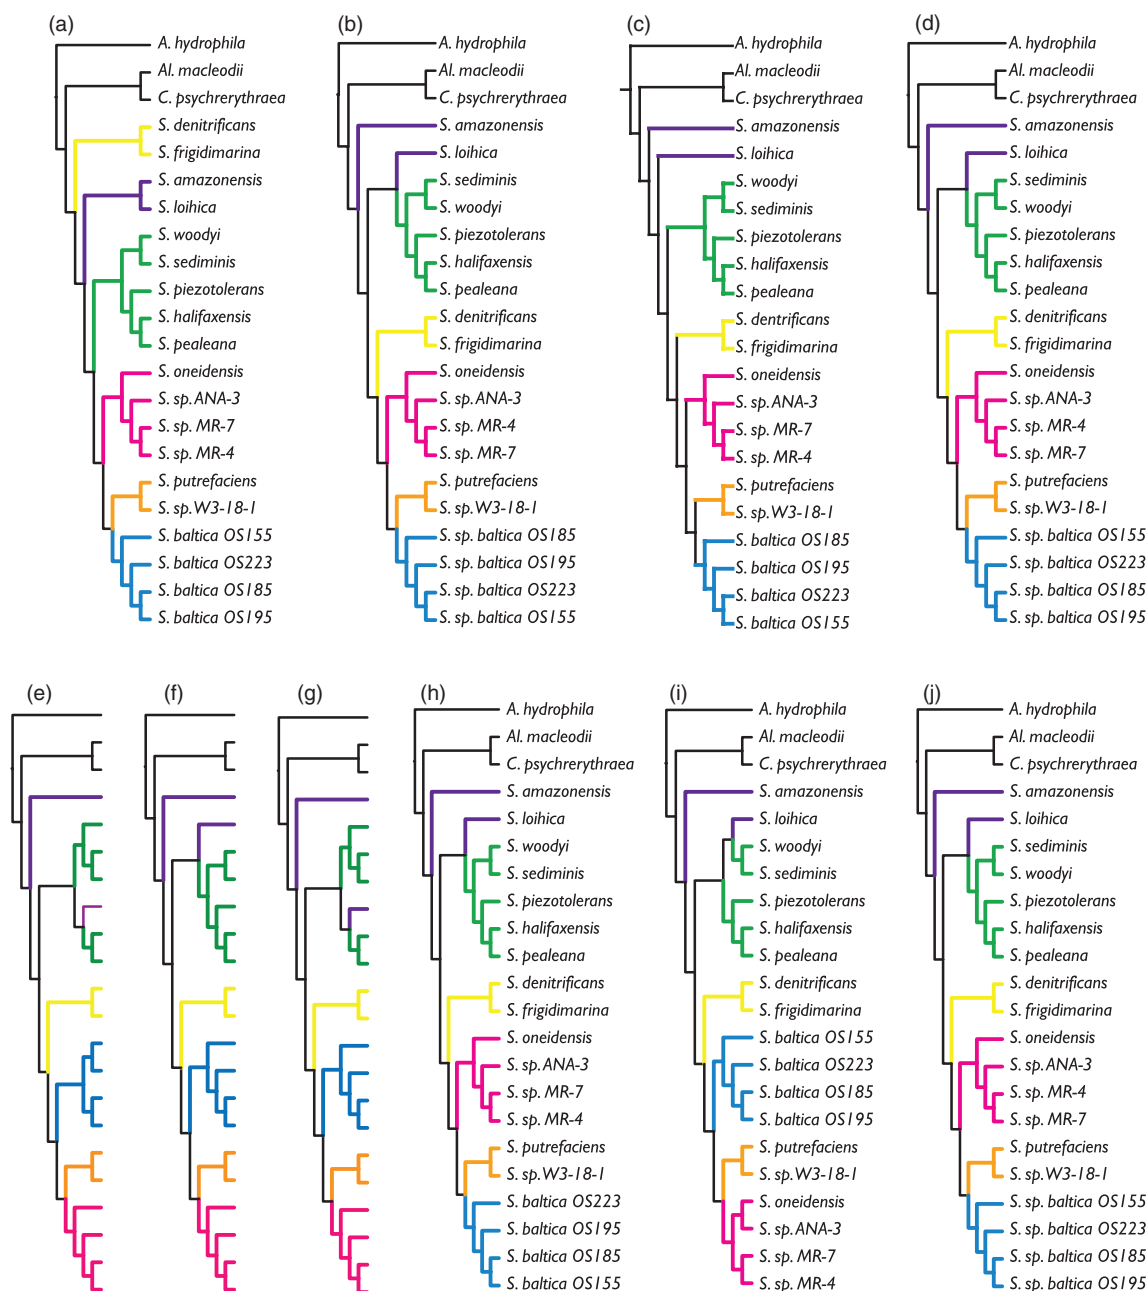 (a)
A. hydrophila
Al. macleodii
C. psychrerythraea
S. denitrificans
S. frigidimarina
S. amazonensis
S. loihica
S. woodyi
S. sediminis
S. piezotolerans
S. halifaxensis
S. pealeana
S. oneidensis
S. sp. ANA-3
S. sp. MR-7
S. sp. MR-4
S. putrefaciens
S. sp.W3-18-1
S. baltica OS155
S. baltica OS223
S. baltica OS185
S. baltica OS195
(b)
A. hydrophila
Al. macleodii
C. psychrerythraea
S. amazonensis
S. loihica
S. sediminis
S. woodyi
S. piezotolerans
S. halifaxensis
S. pealeana
S. denitrificans
S. frigidimarina
S. oneidensis
S. sp. ANA-3
S. sp. MR-4
S. sp. MR-7
S. putrefaciens
S. sp.W3-18-1
S. sp. baltica OS185
S. sp. baltica OS195
S. sp. baltica OS223
S. sp. baltica OS155
(c)
A. hydrophila
Al. macleodii
C. psychrerythraea
S. amazonensis
S. loihica
S. woodyi
S. sediminis
S. piezotolerans
S. halifaxensis
S. pealeana
S. dentrificans
S. frigidimarina
S. oneidensis
S. sp. ANA-3
S. sp. MR-7
S. sp. MR-4
S. putrefaciens
S. sp.W3-18-1
S. baltica OS185
S. baltica OS195
S. baltica OS223
S. baltica OS155
(d)
A. hydrophila
Al. macleodii
C. psychrerythraea
S. amazonensis
S. loihica
S. sediminis
S. woodyi
S. piezotolerans
S. halifaxensis
S. pealeana
S. denitrificans
S. frigidimarina
S. oneidensis
S. sp. ANA-3
S. sp. MR-4
S. sp. MR-7
S. putrefaciens
S. sp.W3-18-1
S. sp. baltica OS155
S. sp. baltica OS223
S. sp. baltica OS185
S. sp. baltica OS195
(e)
(f)
(g)
(h)
A. hydrophila
Al. macleodii
C. psychrerythraea
S. amazonensis
S. loihica
S. woodyi
S. sediminis
S. piezotolerans
S. halifaxensis
S. pealeana
S. denitrificans
S. frigidimarina
S. oneidensis
S. sp. ANA-3
S. sp. MR-7
S. sp. MR-4
S. putrefaciens
S. sp.W3-18-1
S. baltica OS223
S. baltica OS195
S. baltica OS185
S. baltica OS155
(i)
A. hydrophila
Al. macleodii
C. psychrerythraea
S. amazonensis
S. loihica
S. woodyi
S. sediminis
S. piezotolerans
S. halifaxensis
S. pealeana
S. denitrificans
S. frigidimarina
S. baltica OS155
S. baltica OS223
S. baltica OS185
S. baltica OS195
S. putrefaciens
S. sp.W3-18-1
S. oneidensis
S. sp. ANA-3
S. sp. MR-7
S. sp. MR-4
(j)
A. hydrophila
Al. macleodii
C. psychrerythraea
S. amazonensis
S. loihica
S. sediminis
S. woodyi
S. piezotolerans
S. halifaxensis
S. pealeana
S. denitrificans
S. frigidimarina
S. oneidensis
S. sp. ANA-3
S. sp. MR-4
S. sp. MR-7
S. putrefaciens
S. sp.W3-18-1
S. sp. baltica OS155
S. sp. baltica OS223
S. sp. baltica OS185
S. sp. baltica OS195